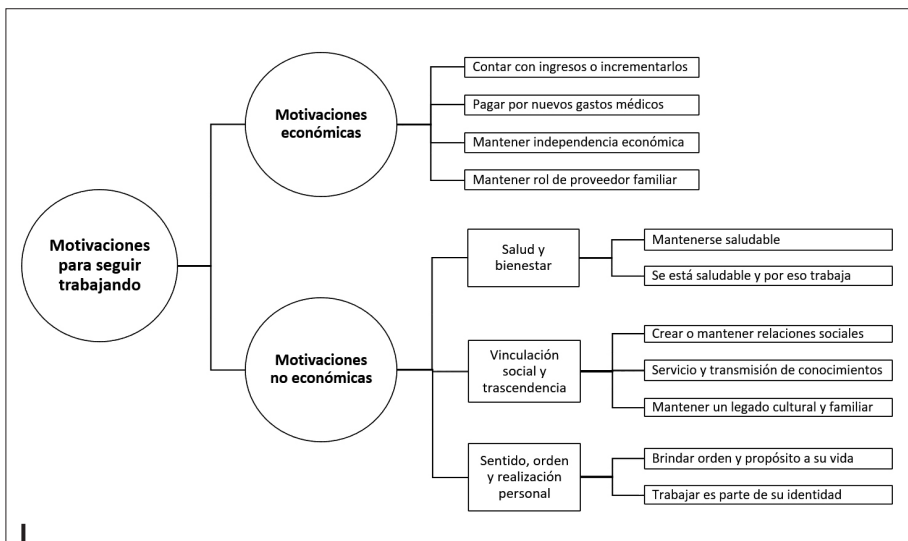 Motivaciones
para seguir
trabajando
Motivaciones
económicas
Contar con ingresos o incrementarlos
Pagar por nuevos gastos médicos
Mantener independencia económica
Mantener rol de proveedor familiar
Motivaciones
no económicas
Salud y
bienestar
Mantenerse saludable
Se está saludable y por eso trabaja
Vinculación
social y
trascendencia
Crear o mantener relaciones sociales
Servicio y transmisión de conocimientos
Mantener un legado cultural y familiar
Sentido, orden
y realización
personal
Brindar orden y propósito a su vida
Trabajar es parte de su identidad